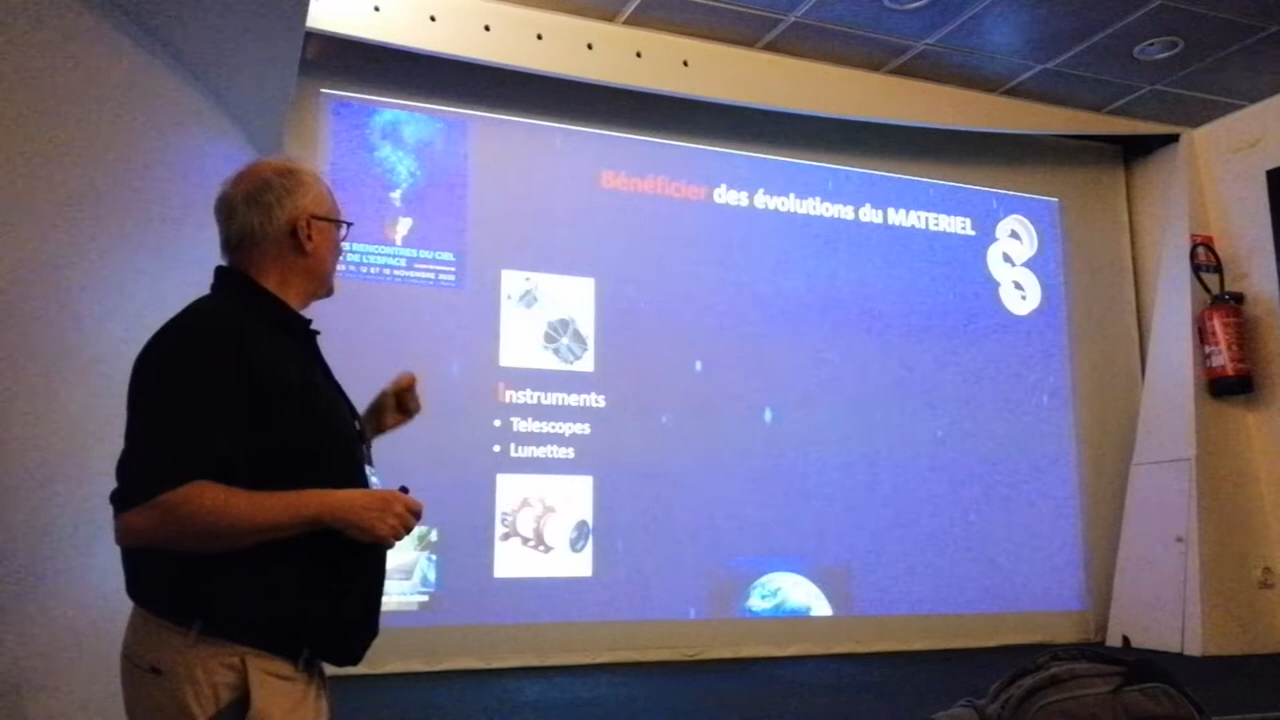 Bénéficier des évolutions du MATERIEL
RENCONTRES DU CIEL
DE L'ESPACE
11, 12 ET 13 NOVEMBRE
Instruments
• Telescopes
• Lunettes